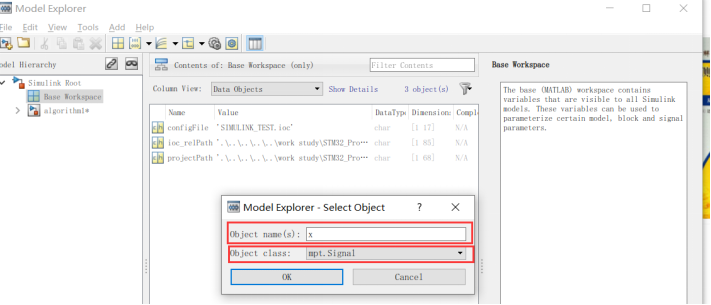 Model Explorer
File Edit View Tools Add Help
odel Hierarchy
Simulink Root
Base Workspace
algorithm1*
Contents of: Base Workspace (only)
Filter Contents
Column View: Data Objects
Show Details
3 object(s)
Name Value DataType Dimension: Comple
configFile 'SIMULINK_TEST.ioc' char [1 17] N/A
ioc_relPath '.\..\..\..\..\work study\STM32_Pro… char [1 85] N/A
projectPath '.\..\..\..\..\work study\STM32_Pro… char [1 68] N/A
Base Workspace
The base (MATLAB) workspace contains
variables that are visible to all Simulink
models. These variables can be used to
parameterize certain model, block and signal
parameters.
Model Explorer - Select Object
Object name(s): x
Object class: mpt.Signal
OK Cancel